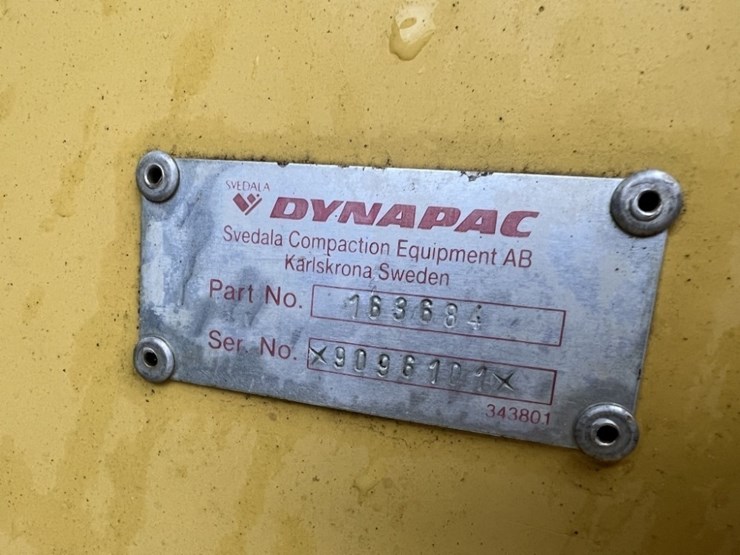 SVEDALA
DYNAPAC
Svedala Compaction Equipment AB
Karlskrona, Sweden
Part No. 163684
Ser. No. ×9096101×
343801